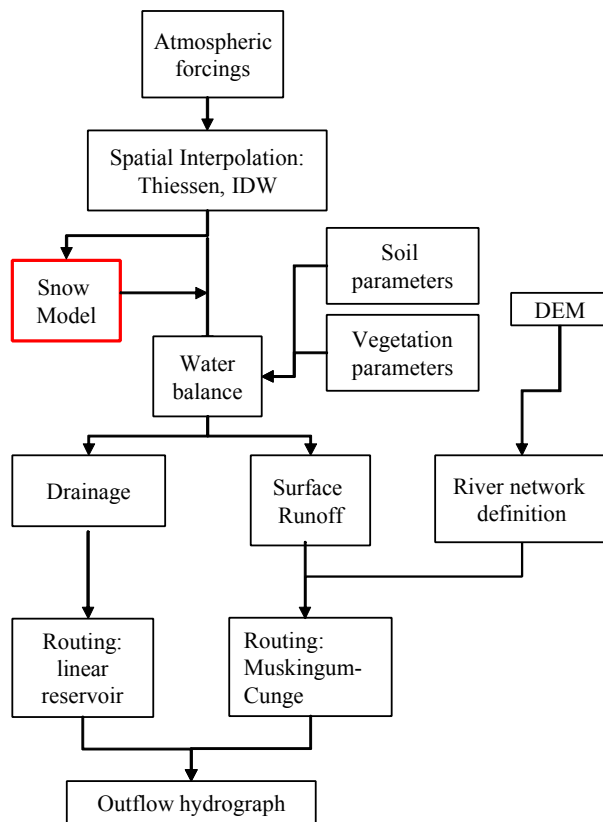 Atmospheric
forcings
Spatial Interpolation:
Thiessen, IDW
Snow
Model
Soil
parameters
DEM
Vegetation
parameters
Water
balance
Drainage
Surface
Runoff
River network
definition
Routing:
linear
reservoir
Routing:
Muskingum-
Cunge
Outflow hydrograph